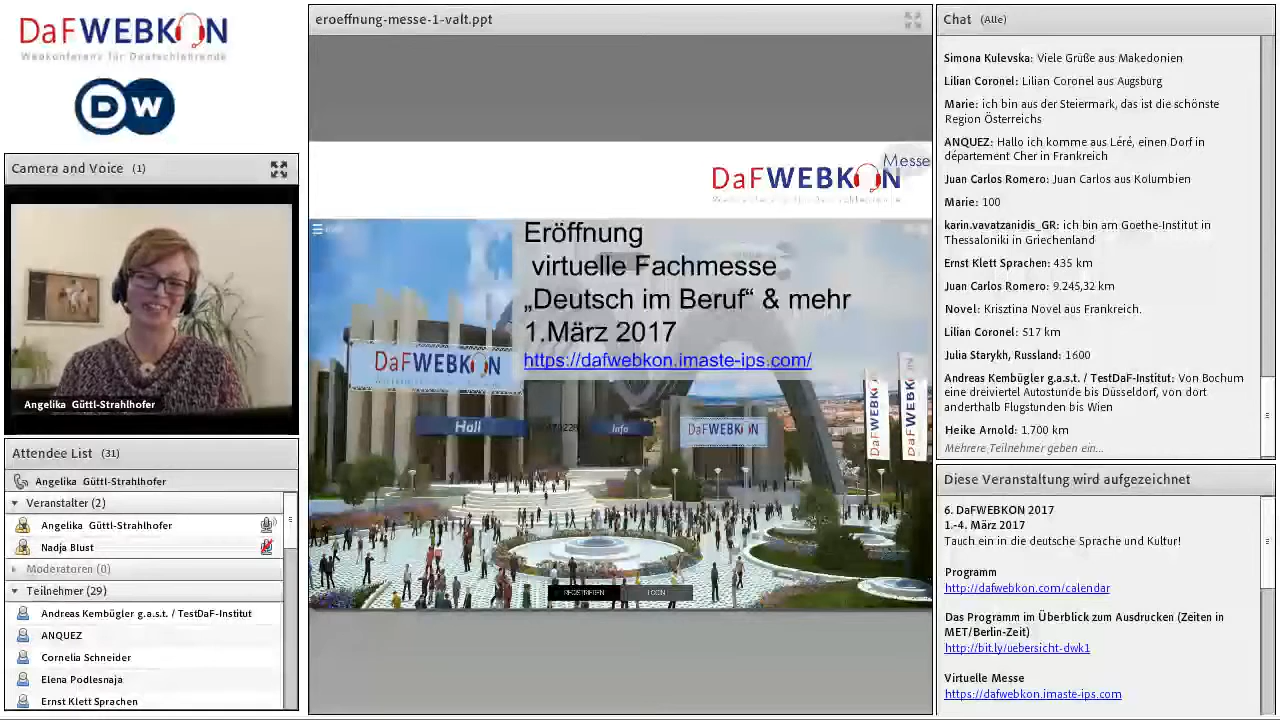 DaFWEBKON
Webkonferenz für Deutschlehrende
DW
Camera and Voice (1)
Angelika Güttl-Strahlhofer
Attendee List (31)
Angelika Güttl-Strahlhofer
Veranstalter (2)
Angelika Güttl-Strahlhofer
Nadja Blust
Moderatoren (0)
Teilnehmer (29)
Andreas Kembügler g.a.s.t. / TestDaF-Institut
ANQUEZ
Cornelia Schneider
Elena Podlesnaja
Ernst Klett Sprachen
eroeffnung-messe-1-valt.ppt
Messe
DaFWEBKON
Eröffnung
virtuelle Fachmesse
„Deutsch im Beruf“ & mehr
1.März 2017
https://dafwebkon.imaste-ips.com/
DaFWEBKON
Hall
Info
DaFWEBKON
DaFWEBKON
DaFWEBKON
REGISTRIEREN
LOGIN
Chat (Alle)
Simona Kulevska: Viele Grüße aus Makedonien
Lilian Coronel: Lilian Coronel aus Augsburg
Marie: ich bin aus der Steiermark, das ist die schönste
Region Österreichs
ANQUEZ: Hallo ich komme aus Léré, einen Dorf in
département Cher in Frankreich
Juan Carlos Romero: Juan Carlos aus Kolumbien
Marie: 100
karin.vavatzanidis_GR: ich bin am Goethe-Institut in
Thessaloniki in Griechenland
Ernst Klett Sprachen: 435 km
Juan Carlos Romero: 9.245,32 km
Novel: Krisztina Novel aus Frankreich.
Lilian Coronel: 517 km
Julia Starykh, Russland: 1600
Andreas Kembügler g.a.s.t. / TestDaF-Institut: Von Bochum
eine dreiviertel Autostunde bis Düsseldorf, von dort
anderthalb Flugstunden bis Wien
Heike Arnold: 1.700 km
Mehrere Teilnehmer geben ein...
Diese Veranstaltung wird aufgezeichnet
6. DaFWEBKON 2017
1.-4. März 2017
Tauch ein in die deutsche Sprache und Kultur!
Programm
http://dafwebkon.com/calendar
Das Programm im Überblick zum Ausdrucken (Zeiten in
MET/Berlin-Zeit)
http://bit.ly/uebersicht-dwk1
Virtuelle Messe
https://dafwebkon.imaste-ips.com